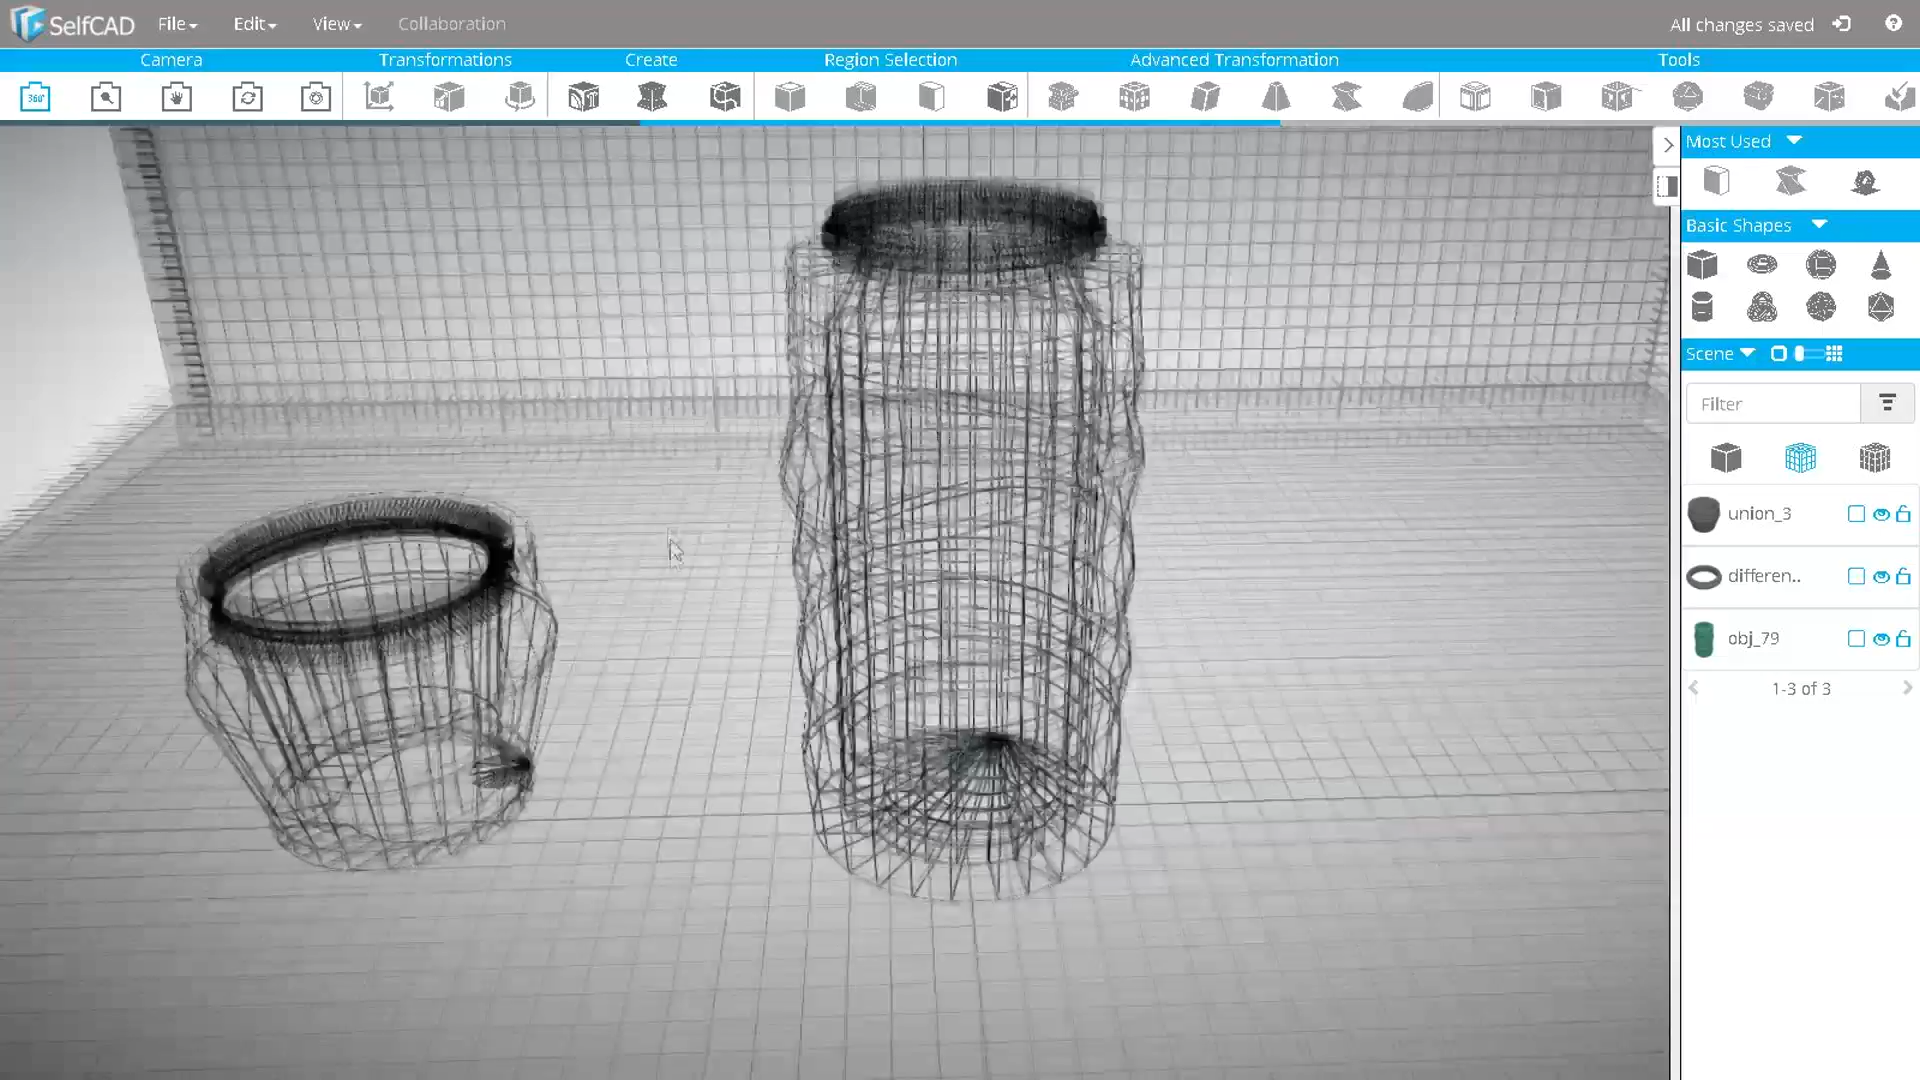 SelfCAD File Edit View Collaboration All changes saved
Camera Transformations Create Region Selection Advanced Transformation Tools
360°
Most Used
Basic Shapes
Scene
Filter
union_3
differen..
obj_79
1-3 of 3